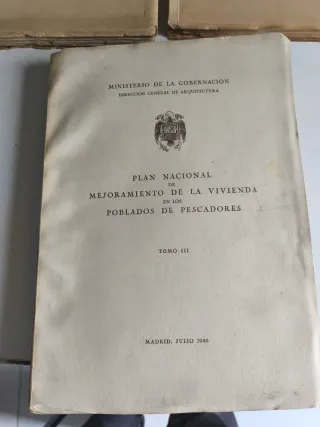 MINISTERIO DE LA GOBERNACION
DIRECCION GENERAL DE ARQUITECTURA
PLAN NACIONAL
DE
MEJORAMIENTO DE LA VIVIENDA
EN LOS
POBLADOS DE PESCADORES
TOMO III
MADRID, JULIO 1946